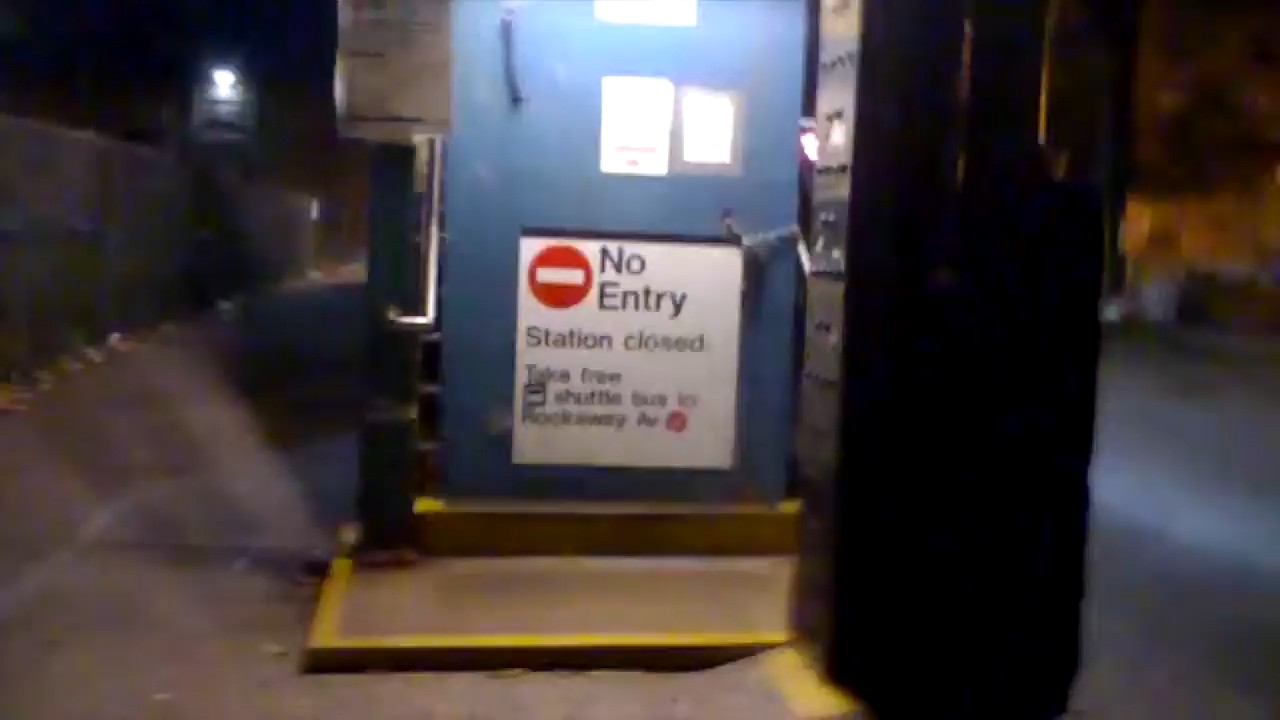 No
Entry
Station closed
Take free
shuttle bus to
Rockaway Av